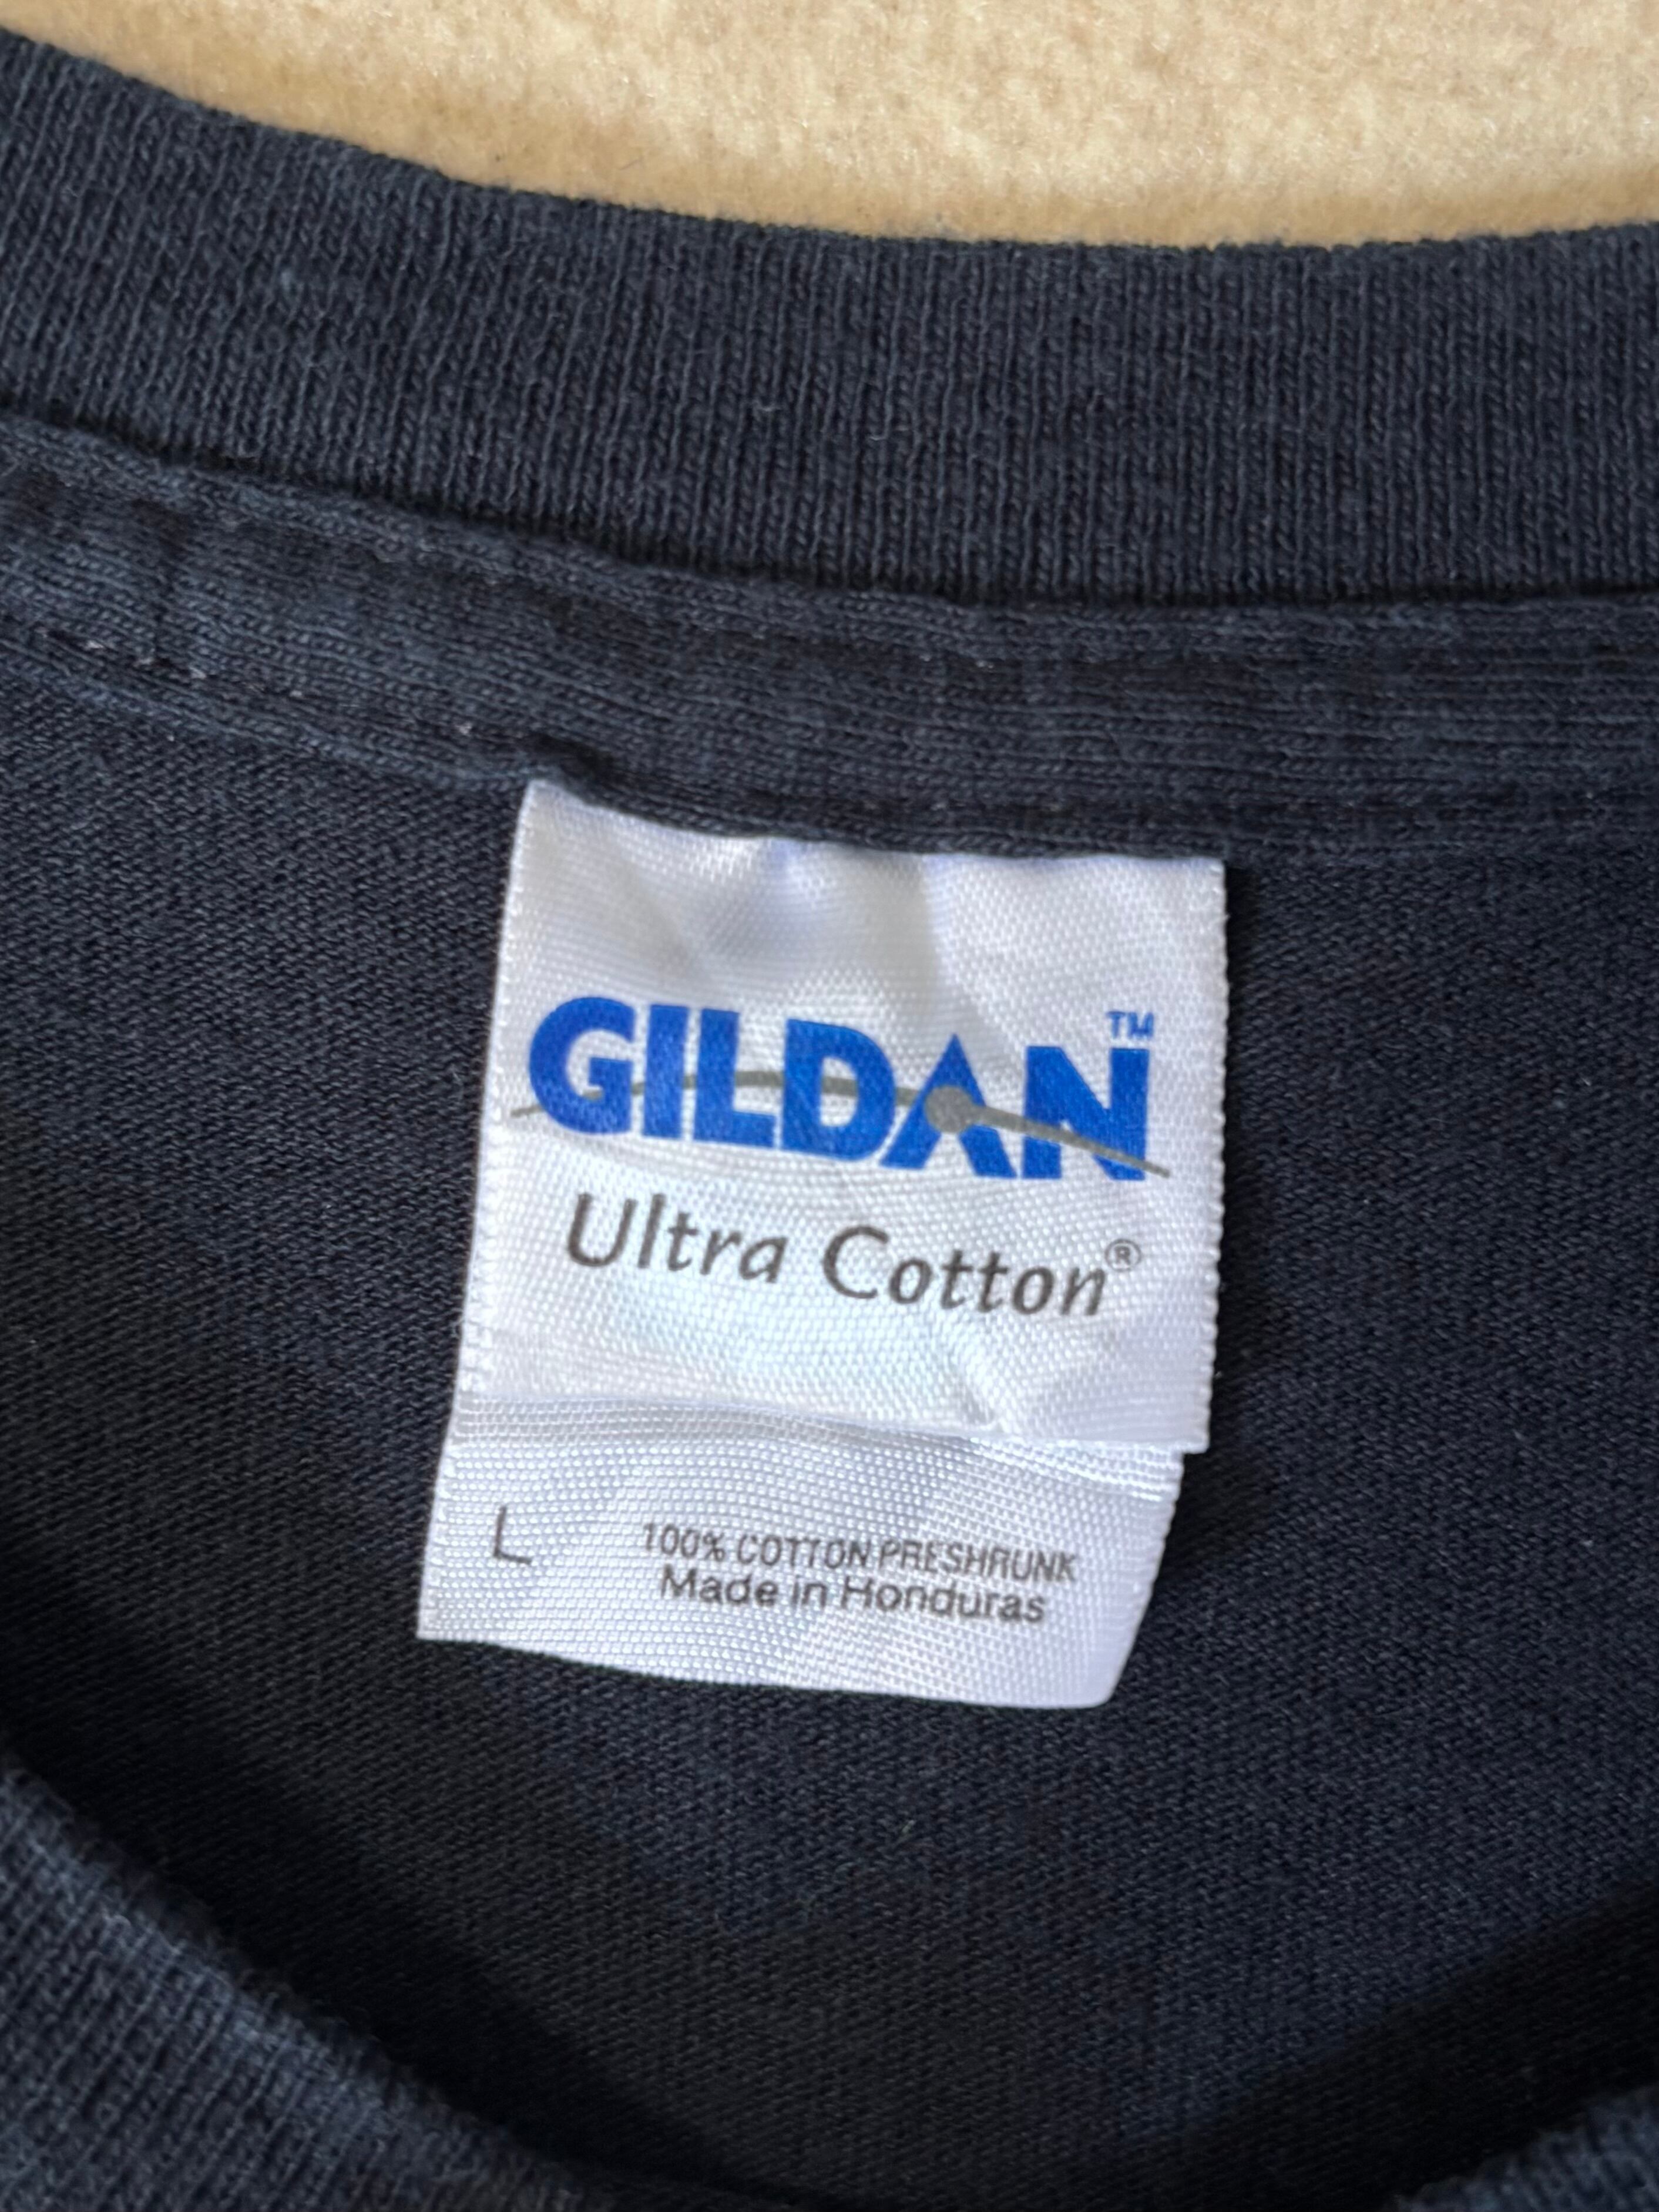 GILDAN™
Ultra Cotton®
L
100% COTTON PRESHRUNK
Made in Honduras